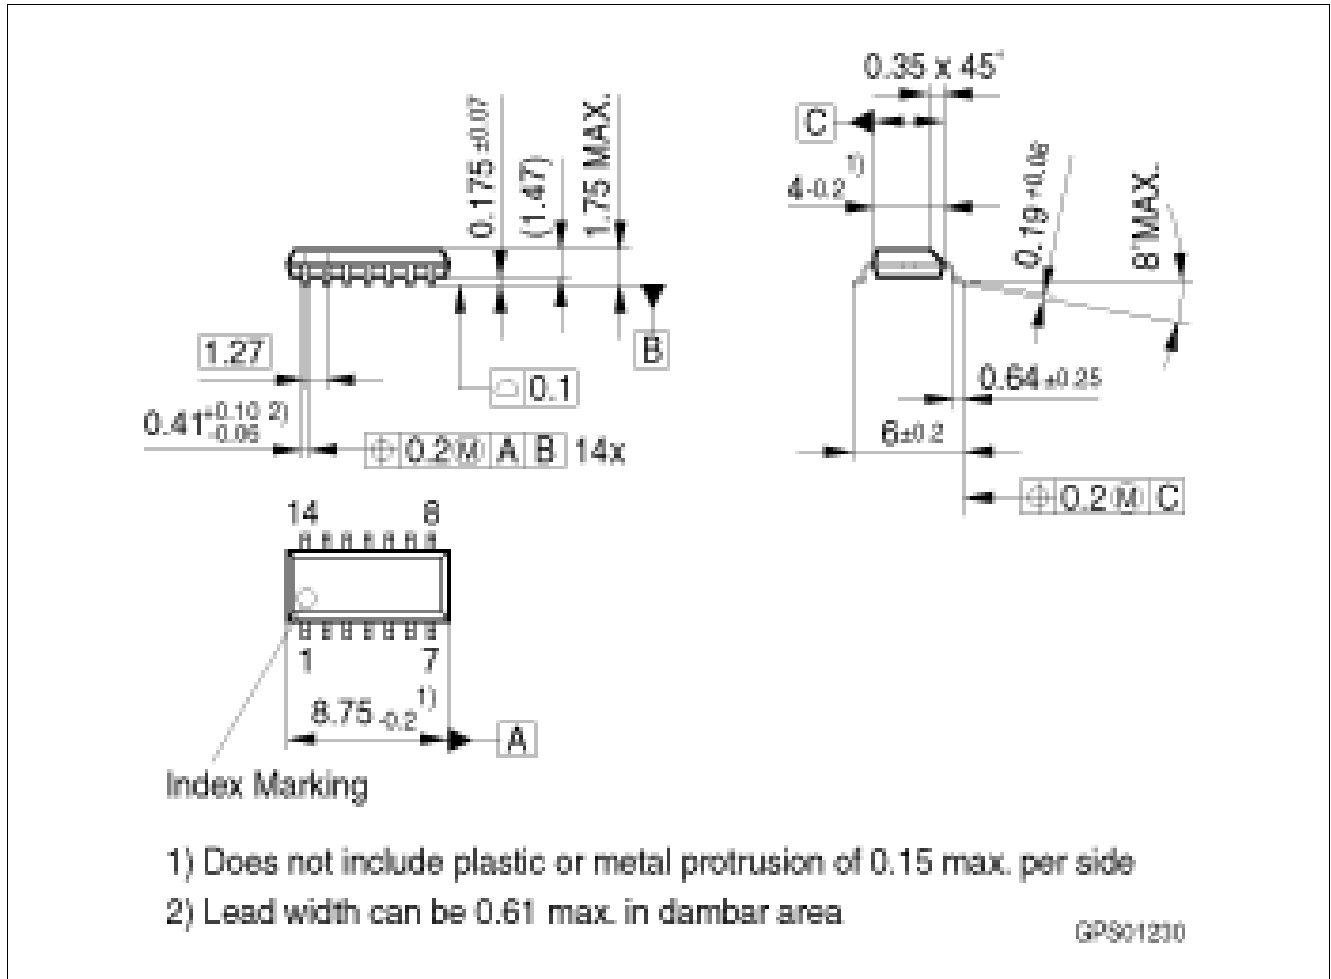 0.35 x 45°
C
0.175 ±0.07
(1.47)
1.75 MAX.
4 -0.2 1)
0.19 +0.06
8° MAX.
B
1.27
0.1
0.64 ±0.25
0.41 +0.10 -0.06 2)
6 ±0.2
0.2 Ⓜ A B 14x
0.2 Ⓜ C
14 8
1 7
8.75 -0.2 1)
A
Index Marking
1) Does not include plastic or metal protrusion of 0.15 max. per side
2) Lead width can be 0.61 max. in dambar area
GPS01230